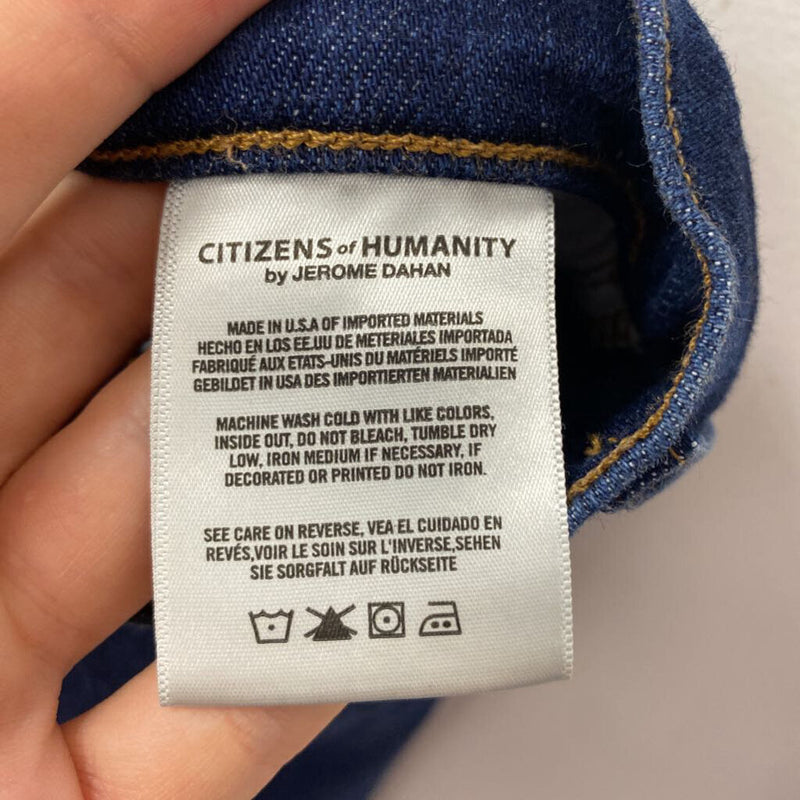 CITIZENS of HUMANITY
by JEROME DAHAN
MADE IN U.S.A OF IMPORTED MATERIALS
HECHO EN LOS EE.UU DE METERIALES IMPORTADA
FABRIQUÉ AUX ETATS-UNIS DU MATÉRIELS IMPORTÉ
GEBILDET IN USA DES IMPORTIERTEN MATERIALIEN
MACHINE WASH COLD WITH LIKE COLORS,
INSIDE OUT, DO NOT BLEACH, TUMBLE DRY
LOW, IRON MEDIUM IF NECESSARY, IF
DECORATED OR PRINTED DO NOT IRON.
SEE CARE ON REVERSE, VEA EL CUIDADO EN
REVÉS,VOIR LE SOIN SUR L'INVERSE,SEHEN
SIE SORGFALT AUF RÜCKSEITE